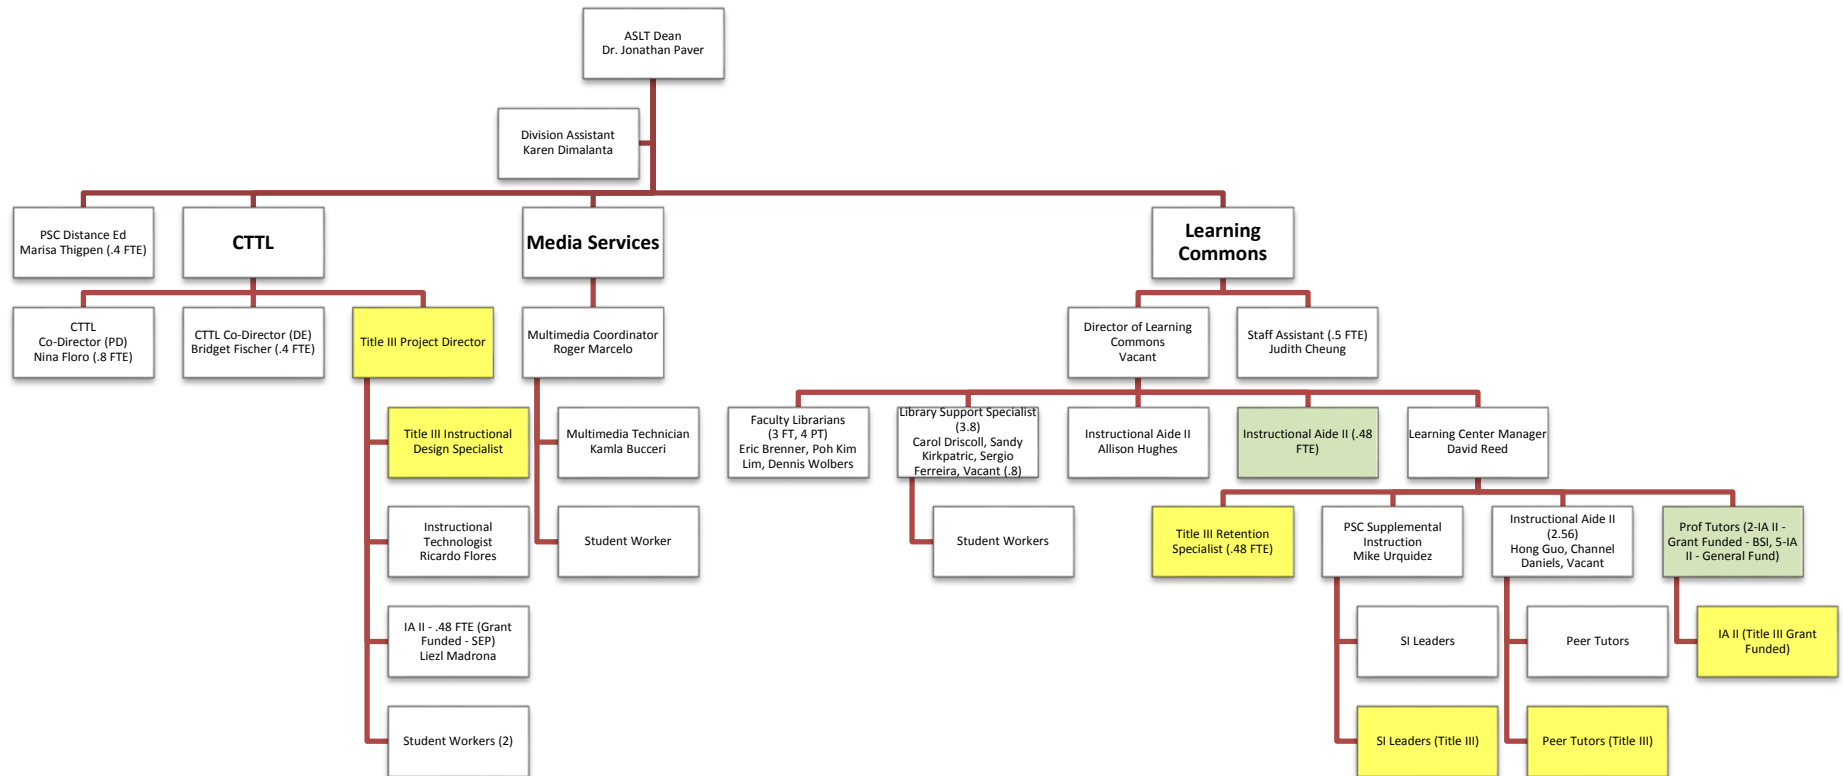 ASLT Dean
Dr. Jonathan Paver
Division Assistant
Karen Dimalanta
PSC Distance Ed
Marisa Thigpen (.4 FTE)
CTTL
Media Services
Learning
Commons
CTTL
Co-Director (PD)
Nina Floro (.8 FTE)
CTTL Co-Director (DE)
Bridget Fischer (.4 FTE)
Title III Project Director
Multimedia Coordinator
Roger Marcelo
Director of Learning
Commons
Vacant
Staff Assistant (.5 FTE)
Judith Cheung
Title III Instructional
Design Specialist
Multimedia Technician
Kamla Bucceri
Faculty Librarians
(3 FT, 4 PT)
Eric Brenner, Poh Kim
Lim, Dennis Wolbers
Library Support Specialist
(3.8)
Carol Driscoll, Sandy
Kirkpatric, Sergio
Ferreira, Vacant (.8)
Instructional Aide II
Allison Hughes
Instructional Aide II (.48
FTE)
Learning Center Manager
David Reed
Instructional
Technologist
Ricardo Flores
Student Worker
Student Workers
Title III Retention
Specialist (.48 FTE)
PSC Supplemental
Instruction
Mike Urquidez
Instructional Aide II
(2.56)
Hong Guo, Channel
Daniels, Vacant
Prof Tutors (2-IA II -
Grant Funded - BSI, 5-IA
II - General Fund)
IA II - .48 FTE (Grant
Funded - SEP)
Liezl Madrona
SI Leaders
Peer Tutors
IA II (Title III Grant
Funded)
Student Workers (2)
SI Leaders (Title III)
Peer Tutors (Title III)